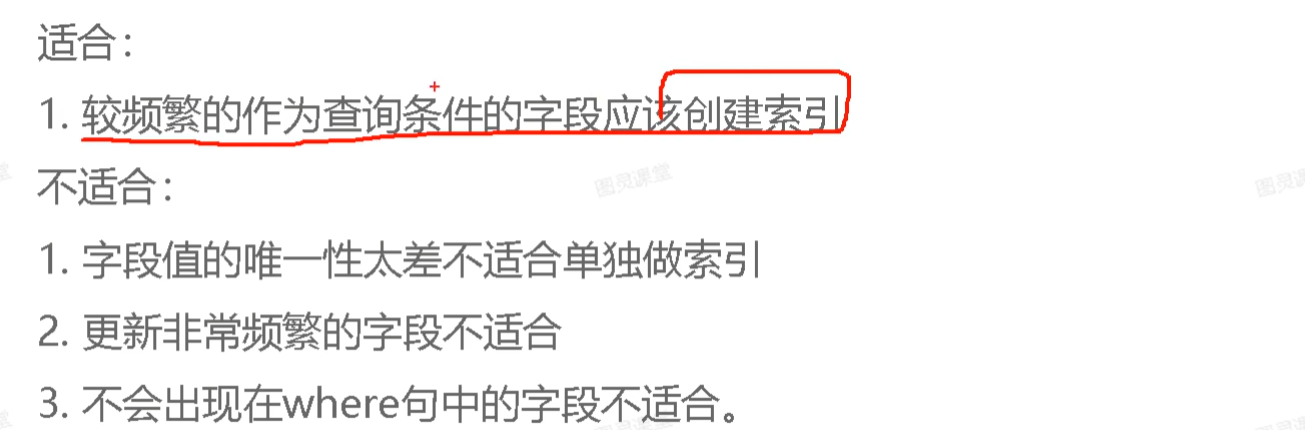 适合：
1. 较频繁的作为查询条件的字段应该创建索引
不适合：
图灵课堂
1. 字段值的唯一性太差不适合单独做索引
2. 更新非常频繁的字段不适合
3. 不会出现在where句中的字段不适合。